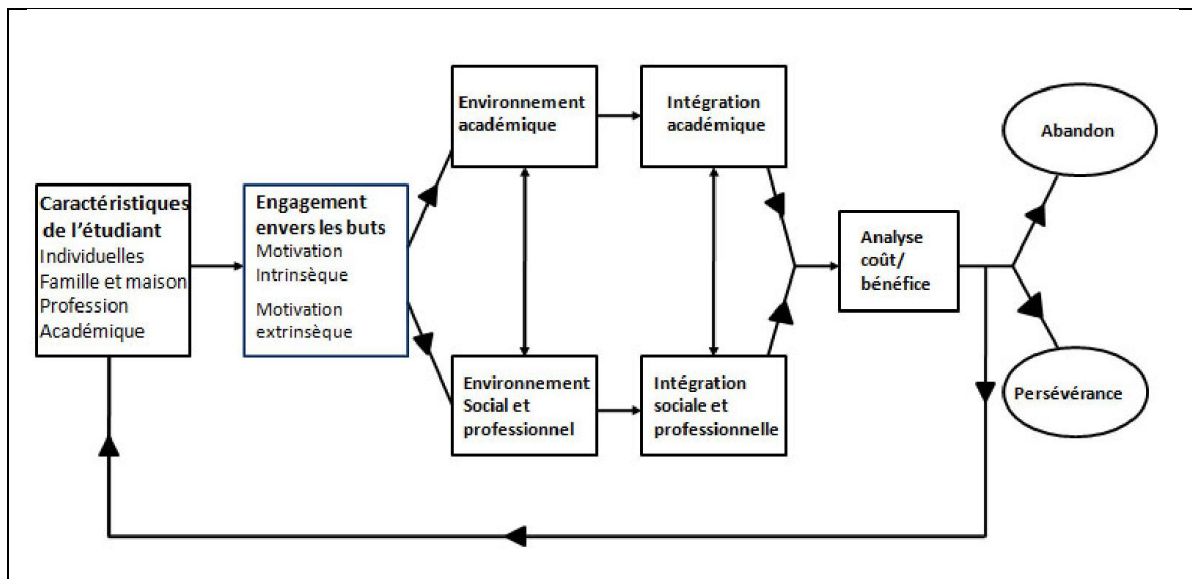 Caractéristiques
de l'étudiant
Individuelles
Famille et maison
Profession
Académique
Engagement
envers les buts
Motivation
Intrinsèque
Motivation
extrinsèque
Environnement
académique
Environnement
Social et
professionnel
Intégration
académique
Intégration
sociale et
professionnelle
Analyse
coût/
bénéfice
Abandon
Persévérance